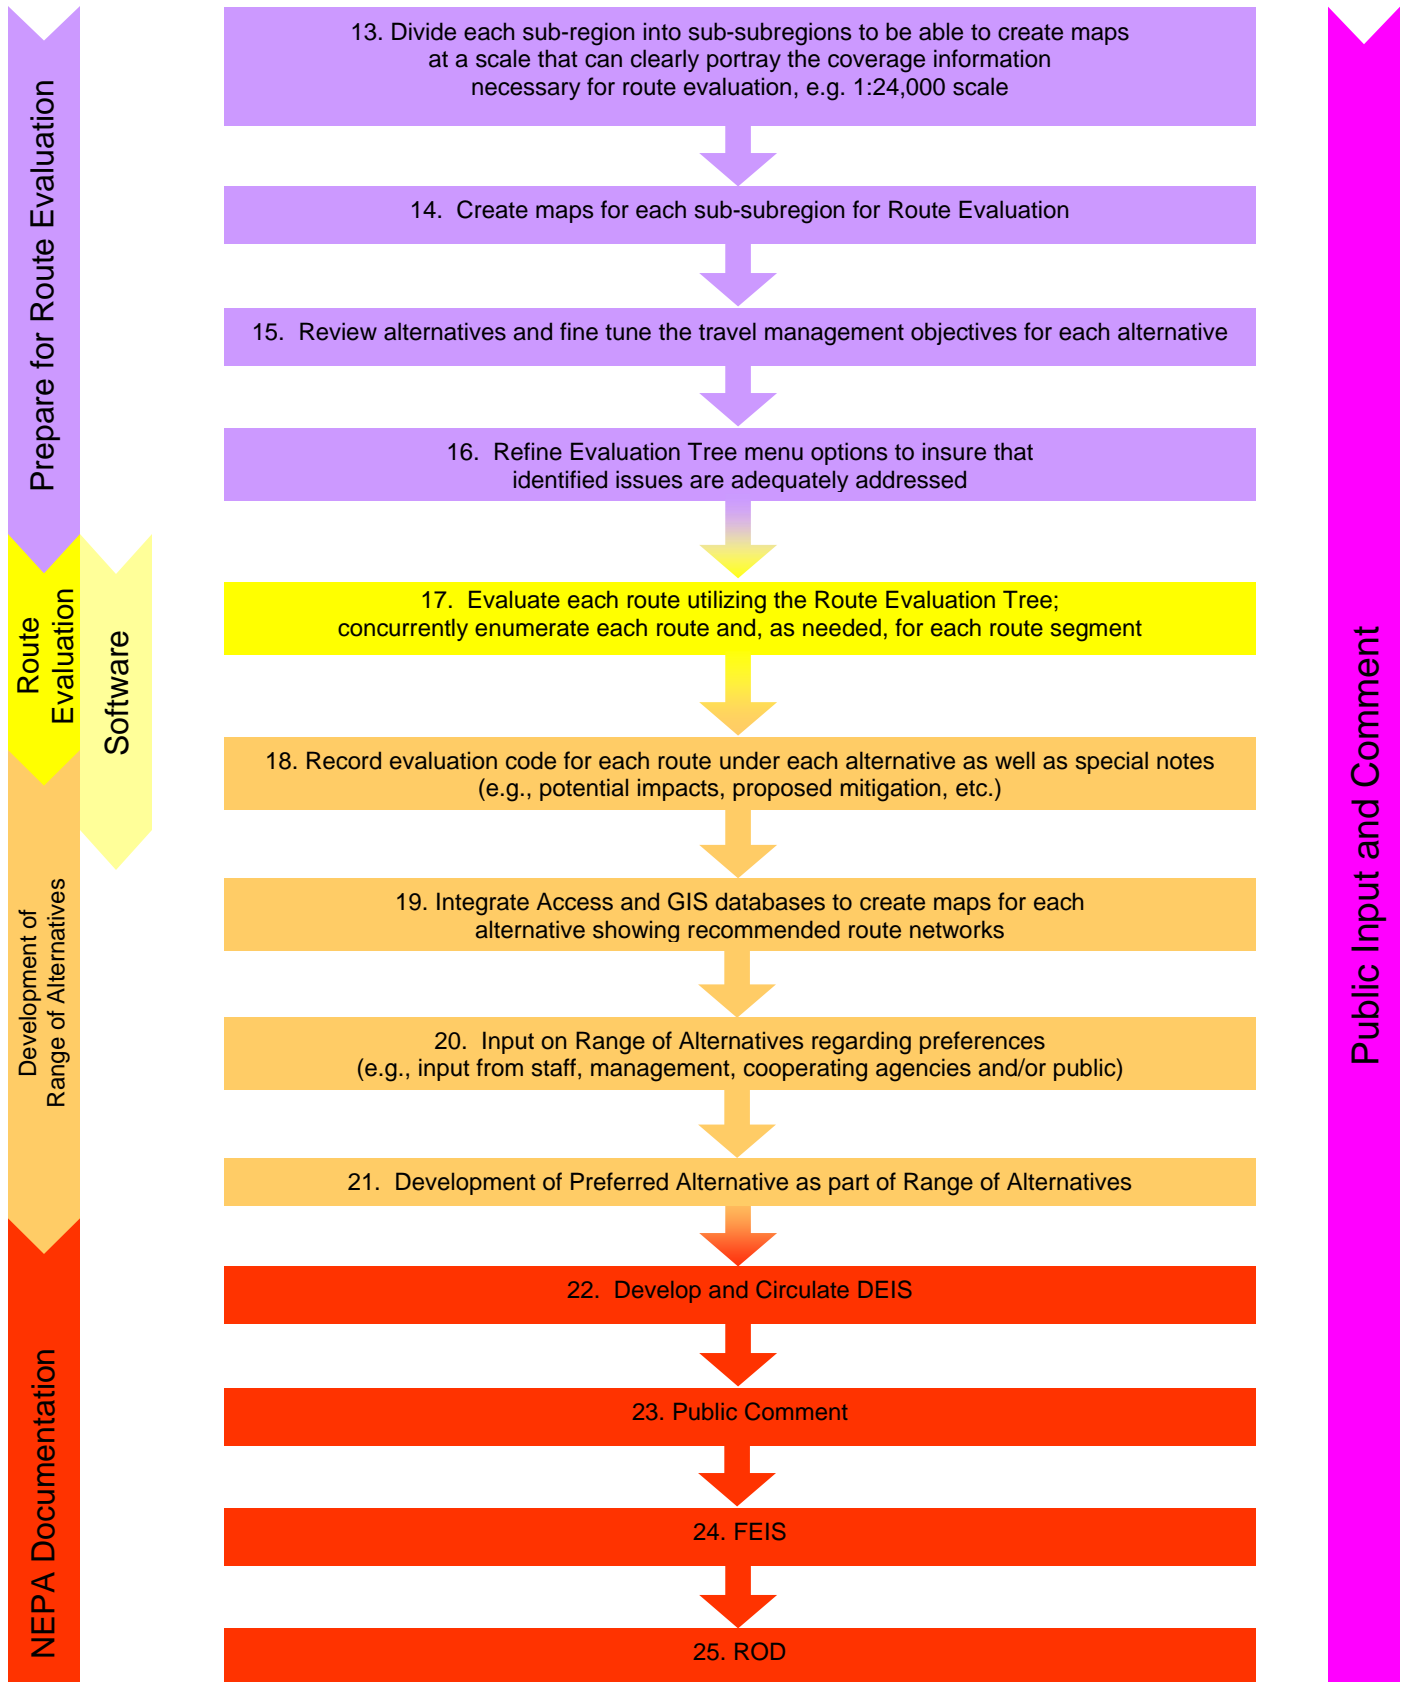 Prepare for Route Evaluation
Route
Evaluation
Software
Development of
Range of Alternatives
NEPA Documentation
13. Divide each sub-region into sub-subregions to be able to create maps
at a scale that can clearly portray the coverage information
necessary for route evaluation, e.g. 1:24,000 scale
14. Create maps for each sub-subregion for Route Evaluation
15. Review alternatives and fine tune the travel management objectives for each alternative
16. Refine Evaluation Tree menu options to insure that
identified issues are adequately addressed
17. Evaluate each route utilizing the Route Evaluation Tree;
concurrently enumerate each route and, as needed, for each route segment
18. Record evaluation code for each route under each alternative as well as special notes
(e.g., potential impacts, proposed mitigation, etc.)
19. Integrate Access and GIS databases to create maps for each
alternative showing recommended route networks
20. Input on Range of Alternatives regarding preferences
(e.g., input from staff, management, cooperating agencies and/or public)
21. Development of Preferred Alternative as part of Range of Alternatives
22. Develop and Circulate DEIS
23. Public Comment
24. FEIS
25. ROD
Public Input and Comment